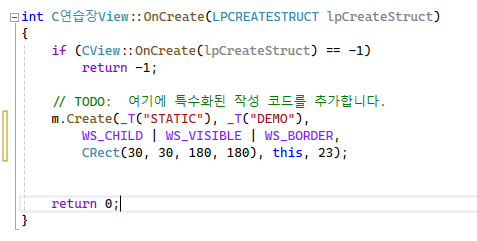 int C연습장View::OnCreate(LPCREATESTRUCT lpCreateStruct)
{
if (CView::OnCreate(lpCreateStruct) == -1)
return -1;
// TODO:  여기에 특수화된 작성 코드를 추가합니다.
m.Create(_T("STATIC"), _T("DEMO"),
WS_CHILD | WS_VISIBLE | WS_BORDER,
CRect(30, 30, 180, 180), this, 23);
return 0;
}